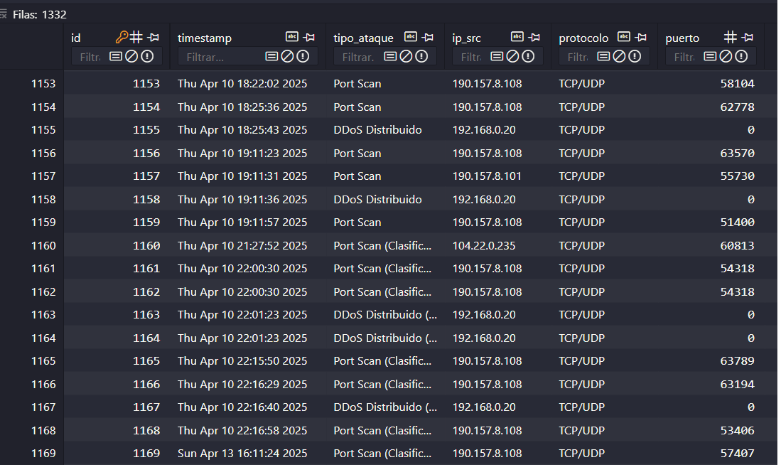 Filas: 1332
id timestamp tipo_ataque ip_src protocolo puerto
Filtr. Filtrar... Filtrar. Filtr. Filtr. Filtr.
1153 1153 Thu Apr 10 18:22:02 2025 Port Scan 190.157.8.108 TCP/UDP 58104
1154 1154 Thu Apr 10 18:25:36 2025 Port Scan 190.157.8.108 TCP/UDP 62778
1155 1155 Thu Apr 10 18:25:43 2025 DDoS Distribuido 192.168.0.20 TCP/UDP 0
1156 1156 Thu Apr 10 19:11:23 2025 Port Scan 190.157.8.108 TCP/UDP 63570
1157 1157 Thu Apr 10 19:11:31 2025 Port Scan 190.157.8.101 TCP/UDP 55730
1158 1158 Thu Apr 10 19:11:36 2025 DDoS Distribuido 192.168.0.20 TCP/UDP 0
1159 1159 Thu Apr 10 19:11:57 2025 Port Scan 190.157.8.108 TCP/UDP 51400
1160 1160 Thu Apr 10 21:27:52 2025 Port Scan (Clasific... 104.22.0.235 TCP/UDP 60813
1161 1161 Thu Apr 10 22:00:30 2025 Port Scan (Clasific... 190.157.8.108 TCP/UDP 54318
1162 1162 Thu Apr 10 22:00:30 2025 Port Scan (Clasific... 190.157.8.108 TCP/UDP 54318
1163 1163 Thu Apr 10 22:01:23 2025 DDoS Distribuido (... 192.168.0.20 TCP/UDP 0
1164 1164 Thu Apr 10 22:01:23 2025 DDoS Distribuido (... 192.168.0.20 TCP/UDP 0
1165 1165 Thu Apr 10 22:15:50 2025 Port Scan (Clasific... 190.157.8.108 TCP/UDP 63789
1166 1166 Thu Apr 10 22:16:29 2025 Port Scan (Clasific... 190.157.8.108 TCP/UDP 63194
1167 1167 Thu Apr 10 22:16:40 2025 DDoS Distribuido (... 192.168.0.20 TCP/UDP 0
1168 1168 Thu Apr 10 22:16:58 2025 Port Scan (Clasific... 190.157.8.108 TCP/UDP 53406
1169 1169 Sun Apr 13 16:11:24 2025 Port Scan (Clasific... 190.157.8.108 TCP/UDP 57407